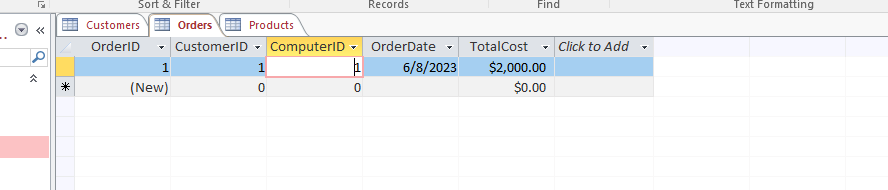 Sort & Filter Records Find Text Formatting
Customers Orders Products
OrderID CustomerID ComputerID OrderDate TotalCost Click to Add
1 1 1 6/8/2023 $2,000.00
(New) 0 0 $0.00